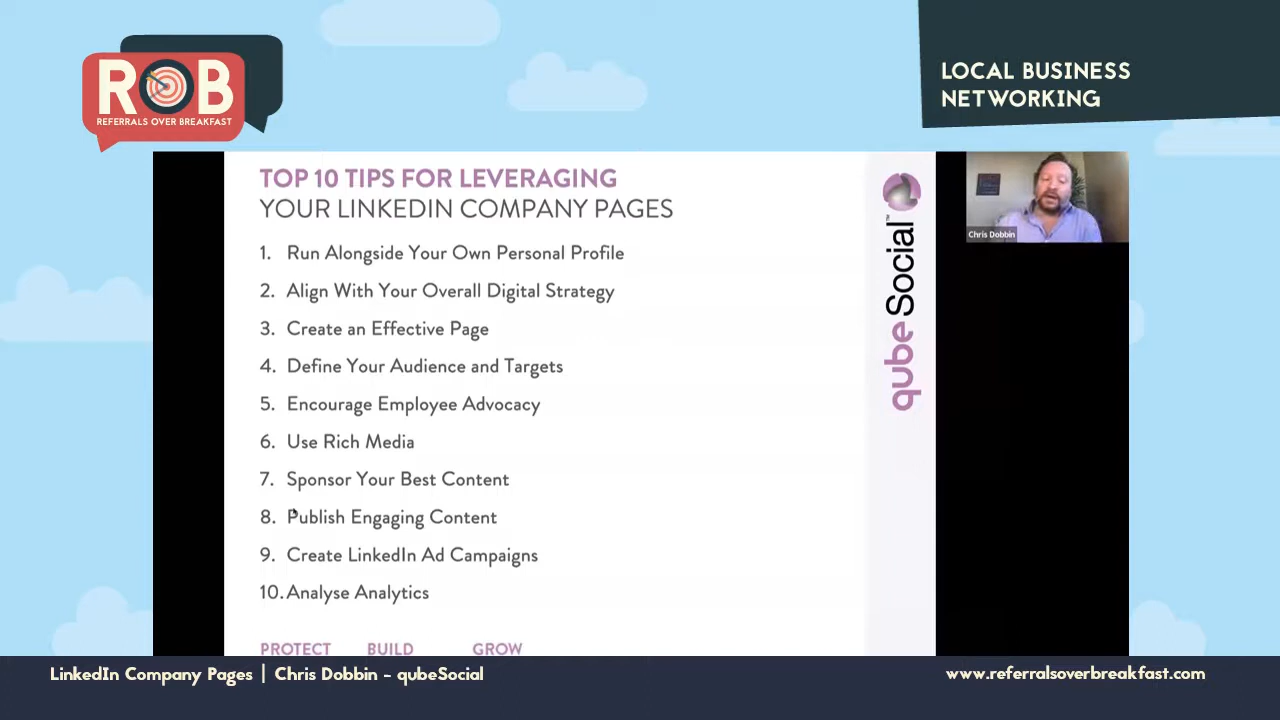 ROB
REFERRALS OVER BREAKFAST
LOCAL BUSINESS
NETWORKING
TOP 10 TIPS FOR LEVERAGING
YOUR LINKEDIN COMPANY PAGES
1. Run Alongside Your Own Personal Profile
2. Align With Your Overall Digital Strategy
3. Create an Effective Page
4. Define Your Audience and Targets
5. Encourage Employee Advocacy
6. Use Rich Media
7. Sponsor Your Best Content
8. Publish Engaging Content
9. Create LinkedIn Ad Campaigns
10. Analyse Analytics
PROTECT BUILD GROW
qubeSocial™
Chris Dobbin
LinkedIn Company Pages | Chris Dobbin - qubeSocial
www.referralsoverbreakfast.com